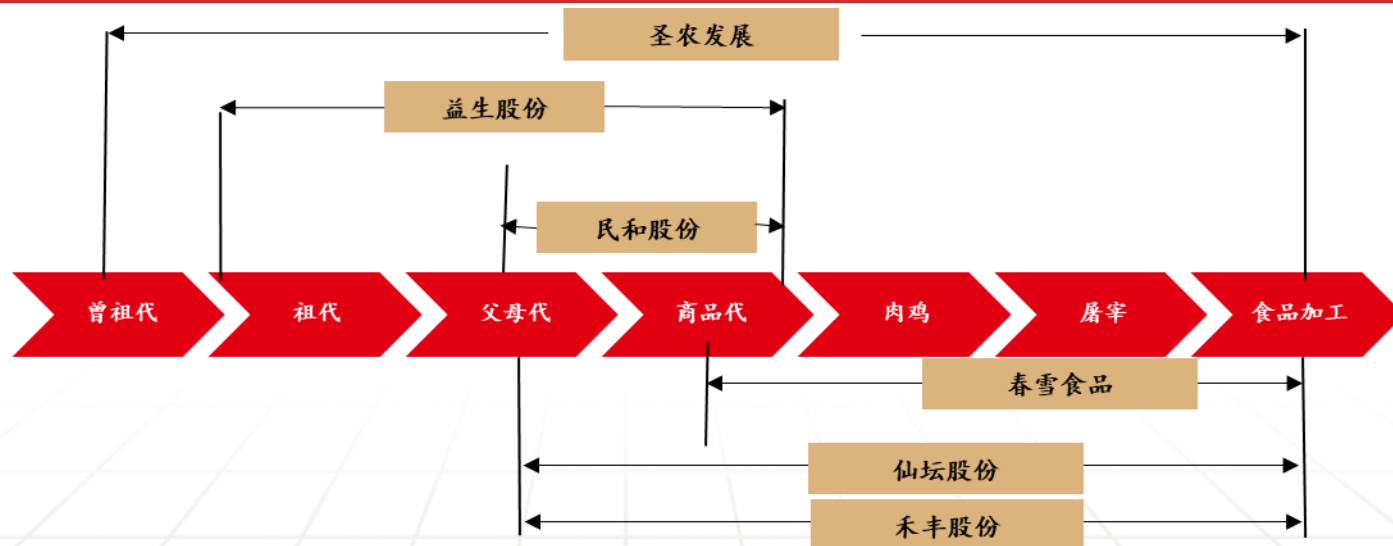 圣农发展
益生股份
民和股份
曾祖代
祖代
父母代
商品代
肉鸡
屠宰
食品加工
春雪食品
仙坛股份
禾丰股份